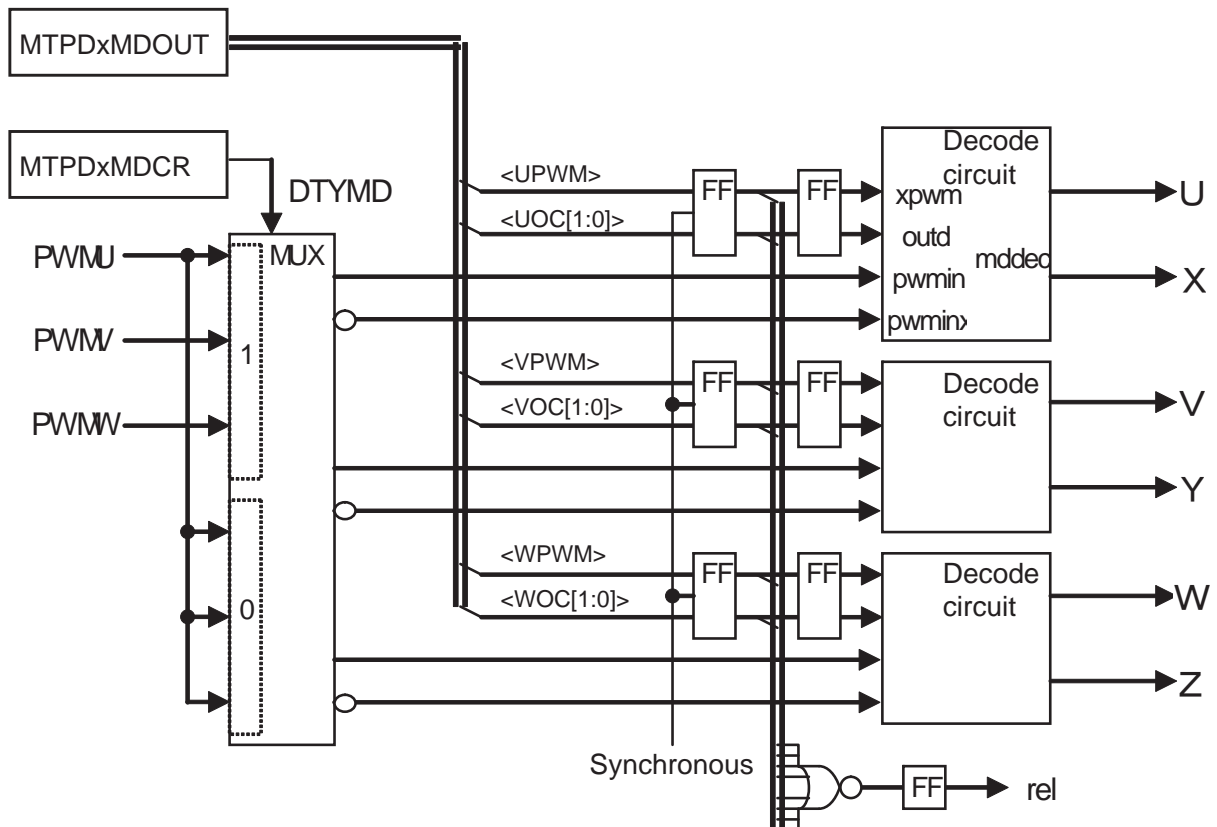 MTPDxMDOUT
MTPDxMDCR
DTYMD
MUX
PWMU
PWMV
PWMW
1
0
<UPWM>
<UOC[1:0]>
FF
FF
Decode
circuit
xpwm
outd
mddec
pwmin
pwminx
U
X
<VPWM>
<VOC[1:0]>
FF
FF
Decode
circuit
V
Y
<WPWM>
<WOC[1:0]>
FF
FF
Decode
circuit
W
Z
Synchronous
FF
rel